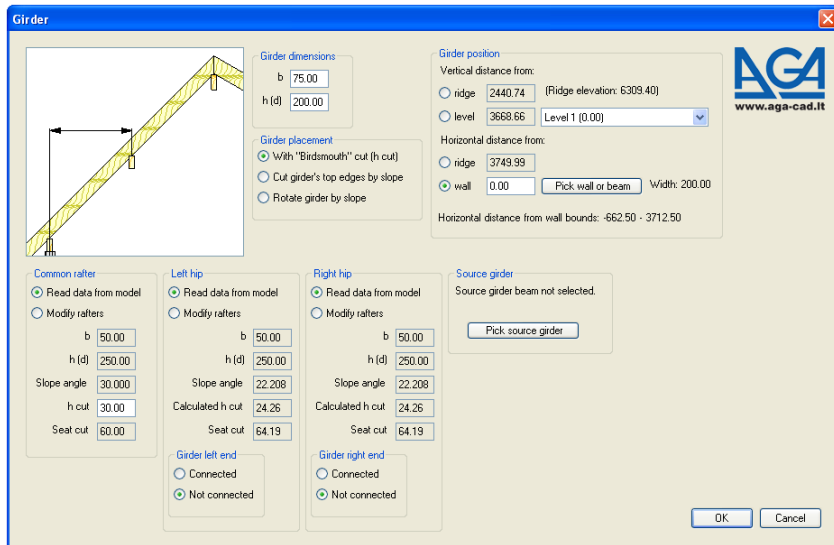 Girder
Girder dimensions
b 75.00
h (d) 200.00
Girder placement
With "Birdsmouth" cut (h cut)
Cut girder's top edges by slope
Rotate girder by slope
Girder position
Vertical distance from:
ridge 2440.74 (Ridge elevation: 6309.40)
level 3668.66 Level 1 (0.00)
Horizontal distance from:
ridge 3749.99
wall 0.00 Pick wall or beam Width: 200.00
Horizontal distance from wall bounds: -662.50 - 3712.50
AGA
www.aga-cad.lt
Common rafter
Read data from model
Modify rafters
b 50.00
h (d) 250.00
Slope angle 30.000
h cut 30.00
Seat cut 60.00
Left hip
Read data from model
Modify rafters
b 50.00
h (d) 250.00
Slope angle 22.208
Calculated h cut 24.26
Seat cut 64.19
Girder left end
Connected
Not connected
Right hip
Read data from model
Modify rafters
b 50.00
h (d) 250.00
Slope angle 22.208
Calculated h cut 24.26
Seat cut 64.19
Girder right end
Connected
Not connected
Source girder
Source girder beam not selected.
Pick source girder
OK
Cancel